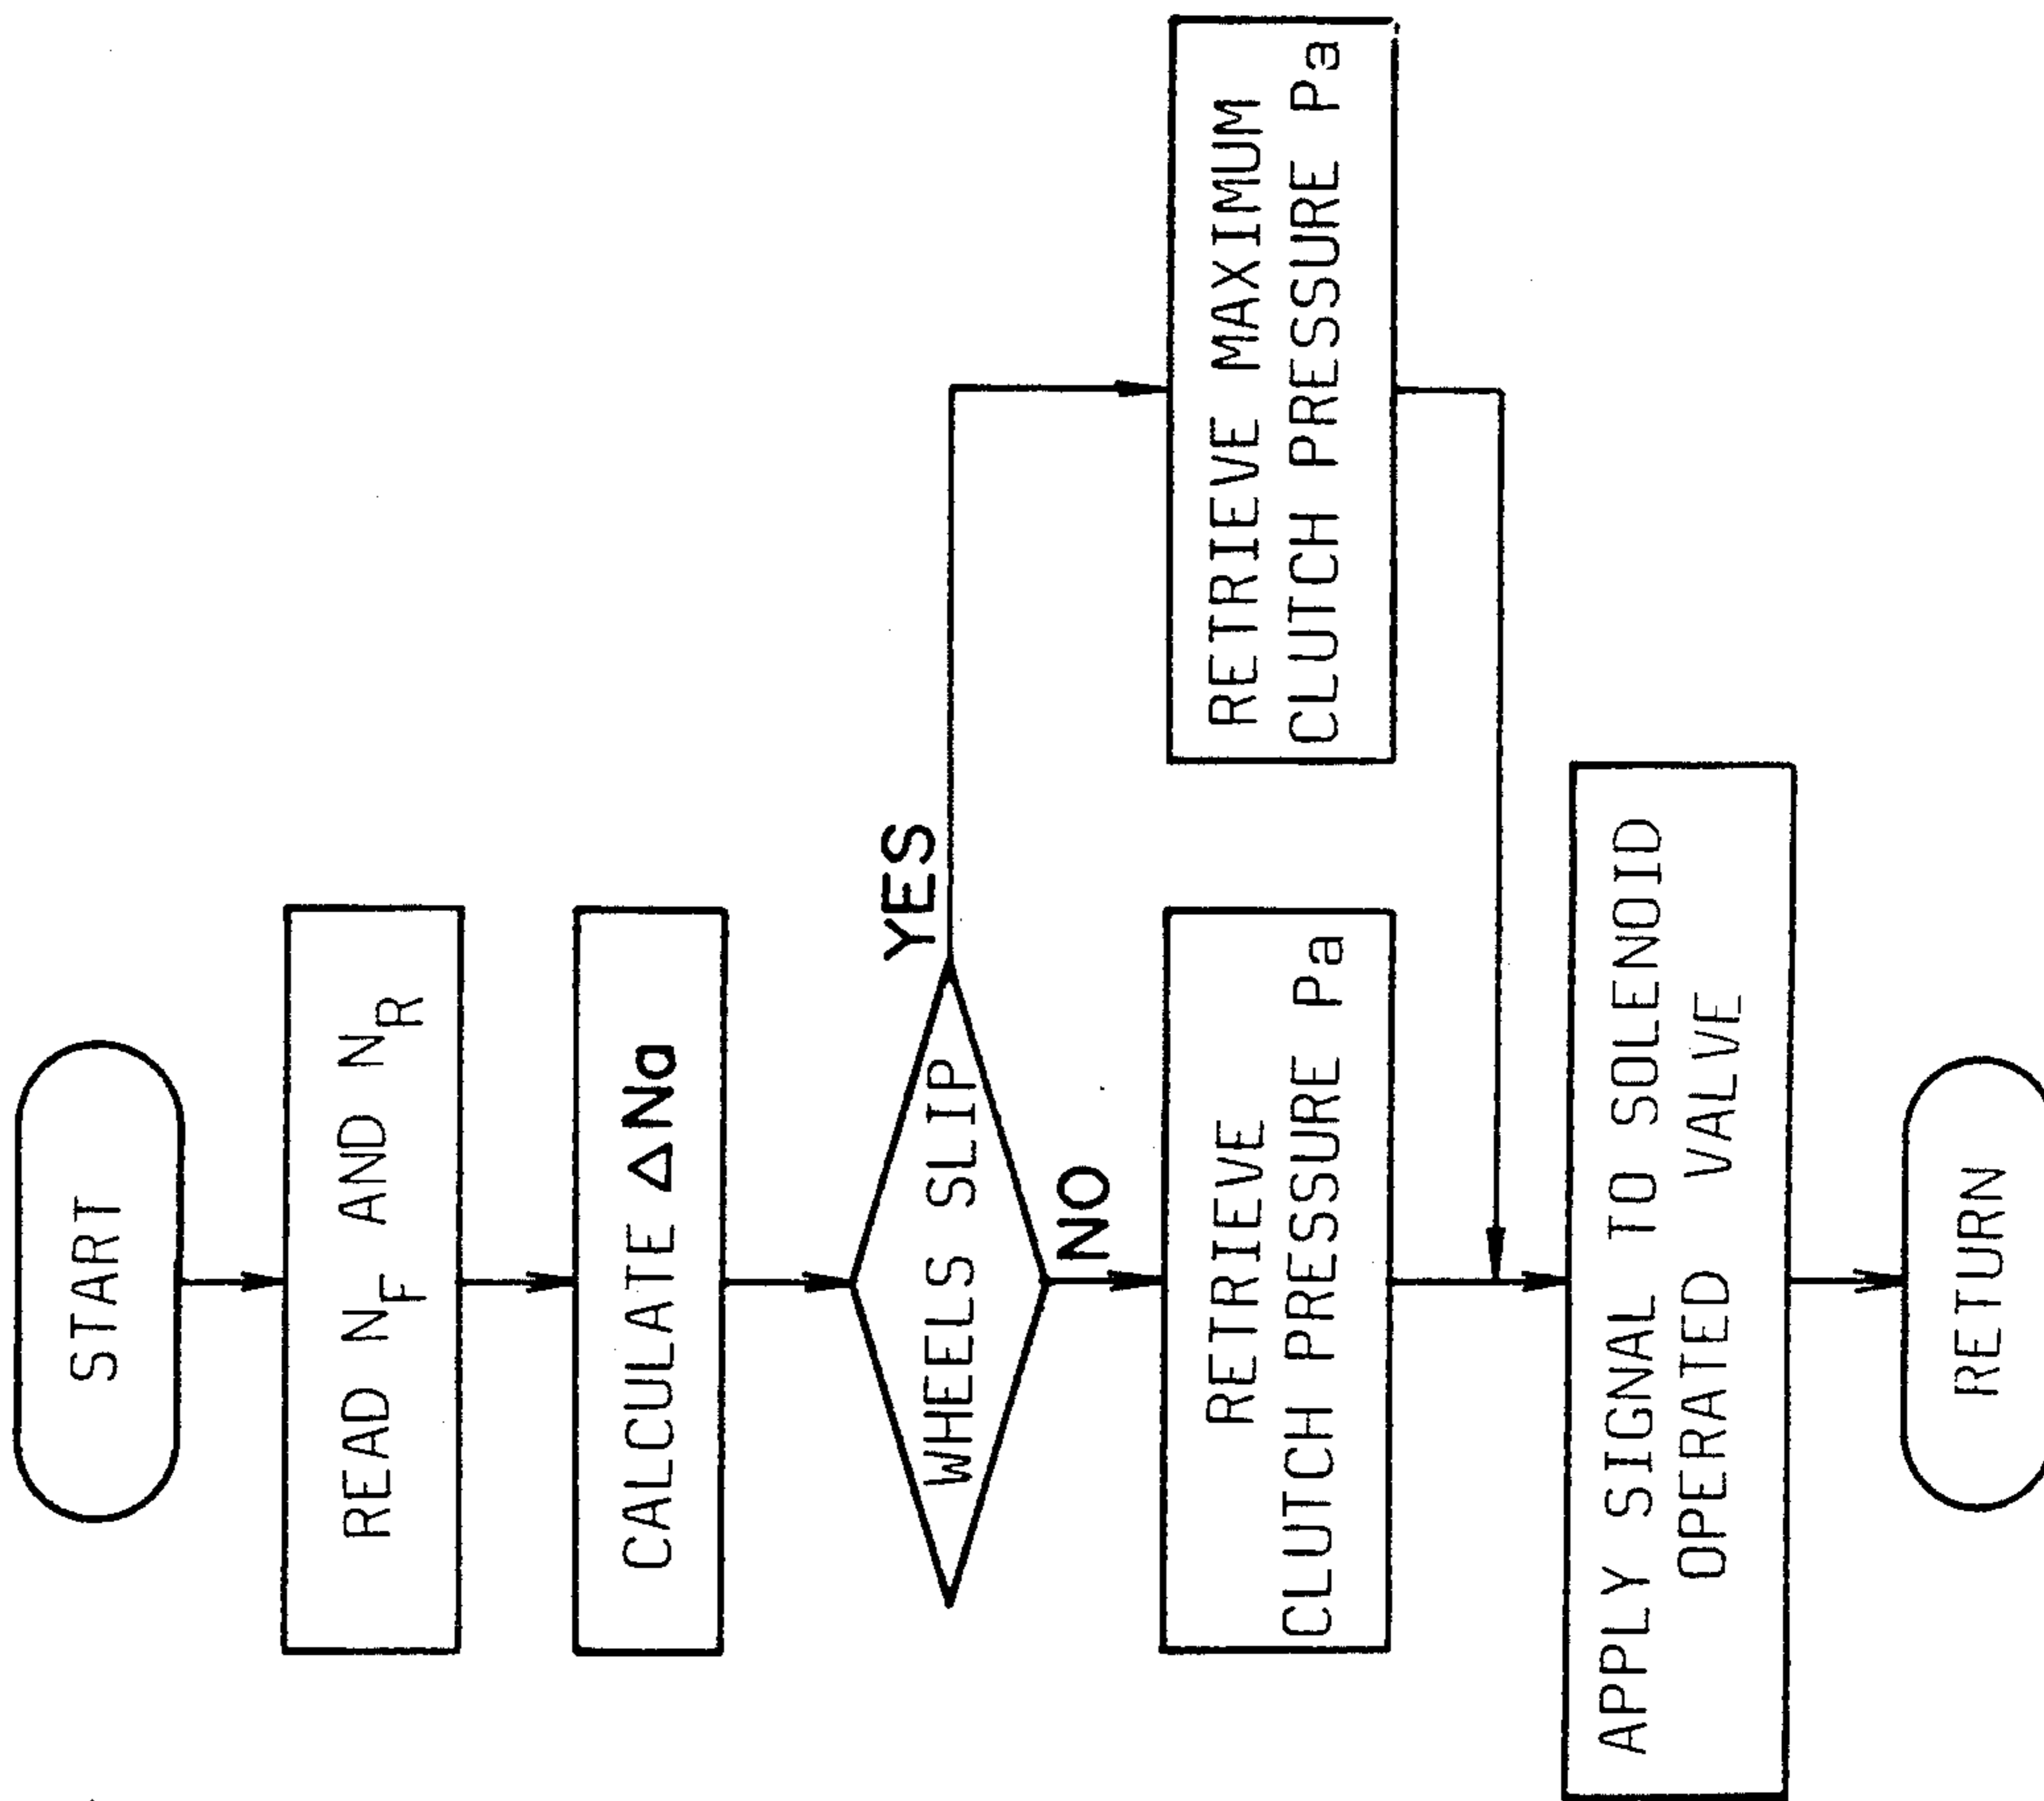 START
READ N_F AND N_R
CALCULATE ΔNa
WHEELS SLIP
YES
NO
RETRIEVE
CLUTCH PRESSURE Pa
RETRIEVE MAXIMUM
CLUTCH PRESSURE Pa
APPLY SIGNAL TO SOLENOID
OPERATED VALVE
RETURN